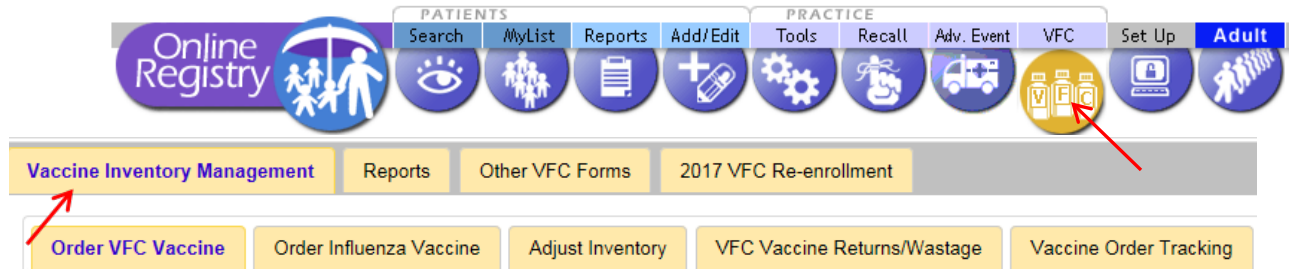 PATIENTS PRACTICE
Online Registry
Search MyList Reports Add/Edit Tools Recall Adv. Event VFC Set Up Adult
V F C
Vaccine Inventory Management Reports Other VFC Forms 2017 VFC Re-enrollment
Order VFC Vaccine Order Influenza Vaccine Adjust Inventory VFC Vaccine Returns/Wastage Vaccine Order Tracking